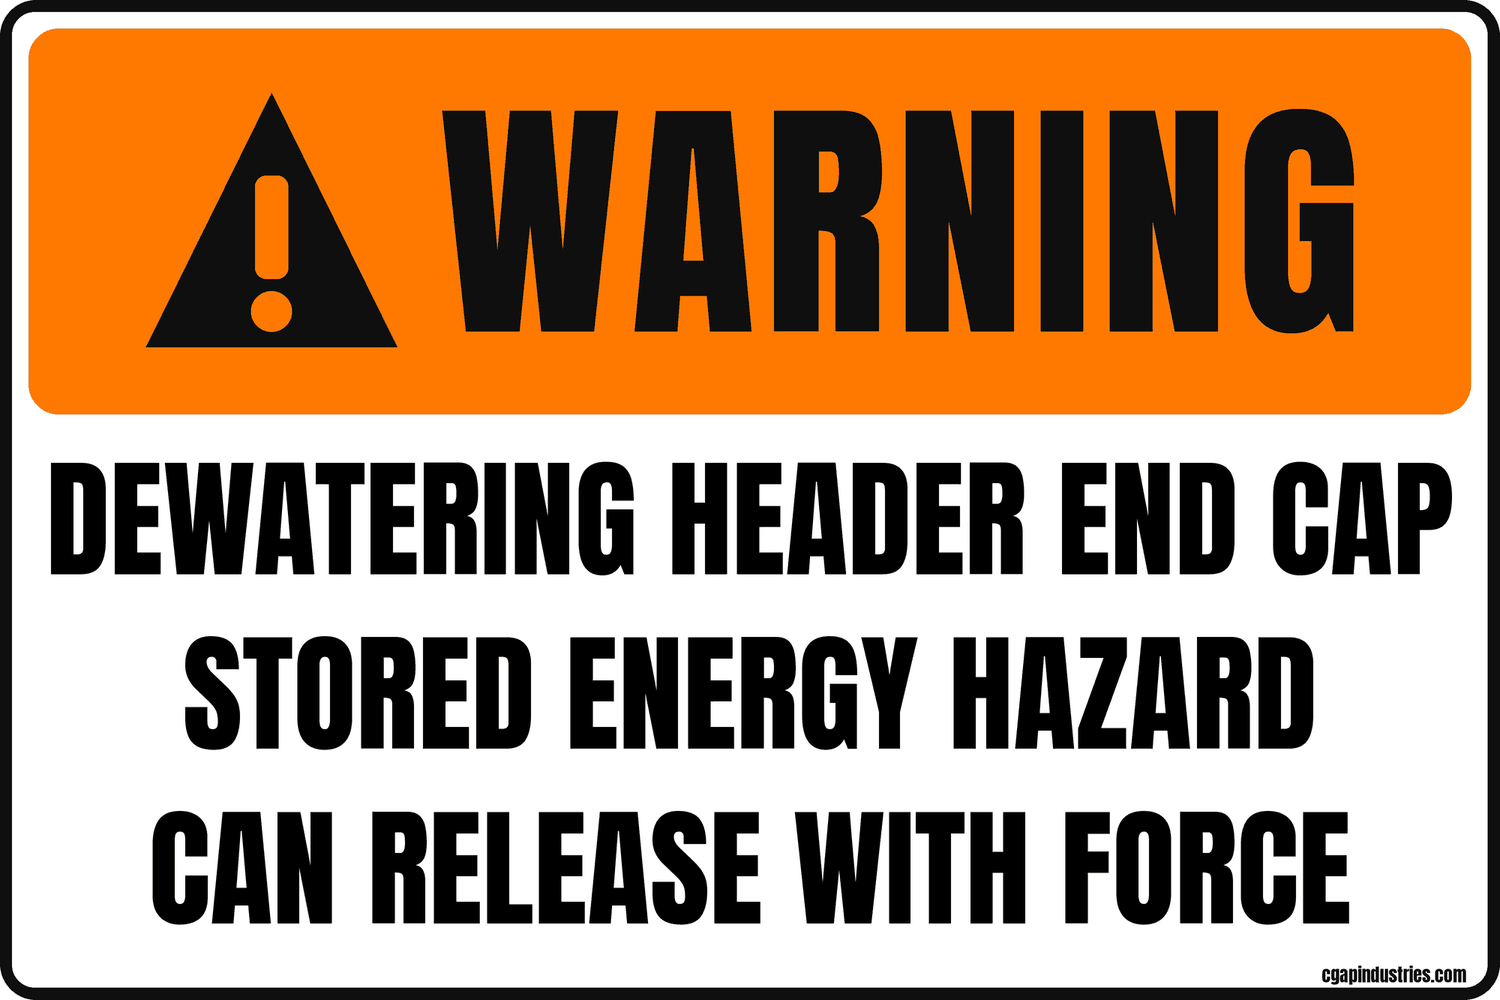 WARNING
DEWATERING HEADER END CAP
STORED ENERGY HAZARD
CAN RELEASE WITH FORCE
cgapindustries.com